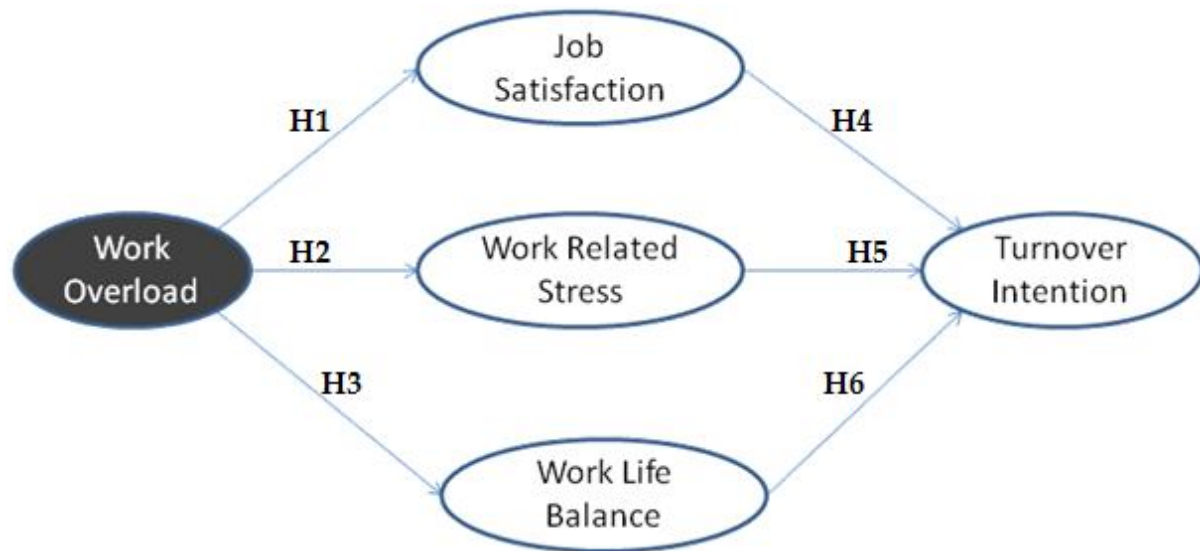 Job
Satisfaction
H1
H4
Work
Overload
H2
Work Related
Stress
H5
Turnover
Intention
H3
H6
Work Life
Balance